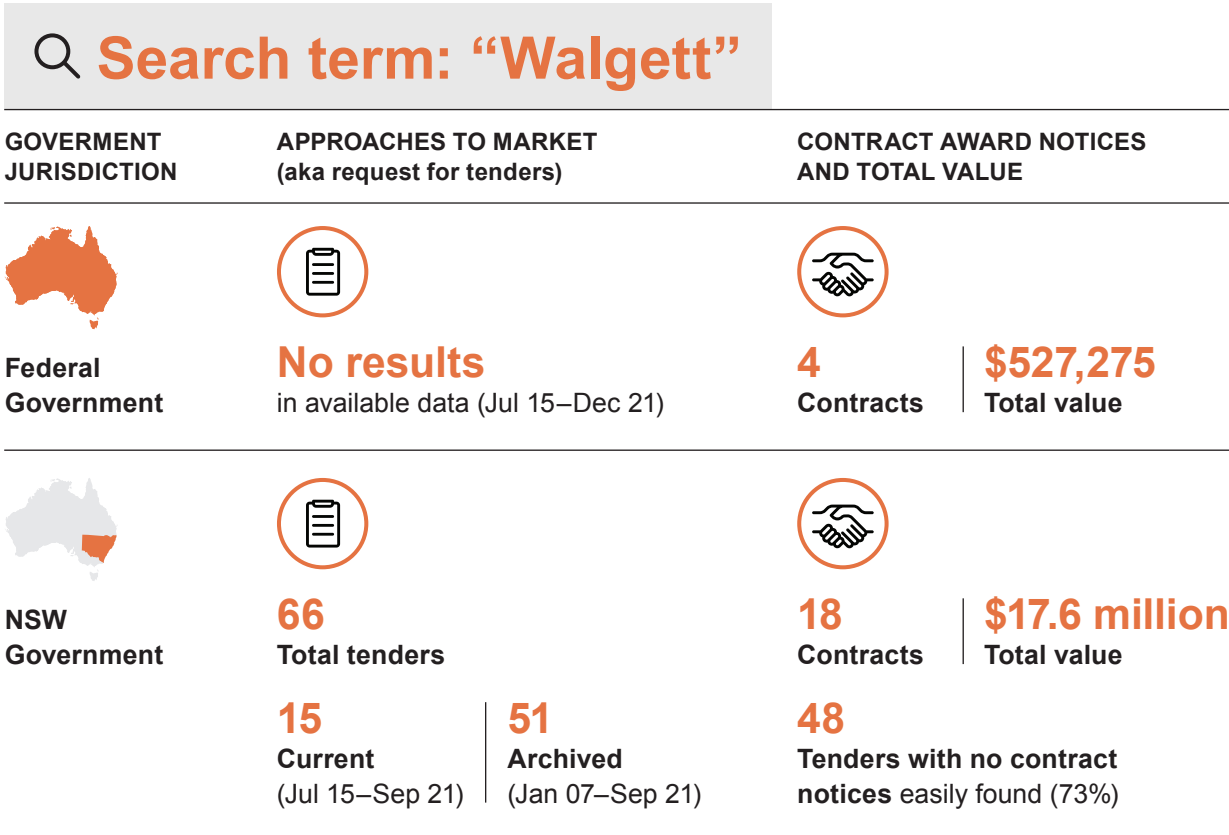 Search term: “Walgett”
GOVERMENT
JURISDICTION
APPROACHES TO MARKET
(aka request for tenders)
CONTRACT AWARD NOTICES
AND TOTAL VALUE
Federal
Government
No results
in available data (Jul 15–Dec 21)
4
Contracts
$527,275
Total value
NSW
Government
66
Total tenders
15
Current
(Jul 15–Sep 21)
51
Archived
(Jan 07–Sep 21)
18
Contracts
$17.6 million
Total value
48
Tenders with no contract
notices easily found (73%)